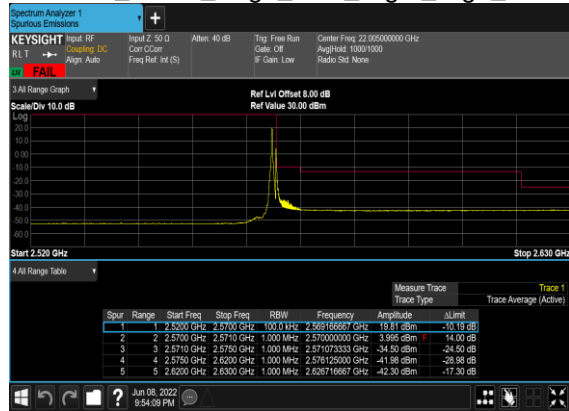 Spectrum Analyzer 1
Spurious Emissions
+
KEYSIGHT Input: RF Input Z: 50 Ω Atten: 40 dB Trig: Free Run Center Freq: 22.005000000 GHz
RLT Coupling: DC Corr CCorr Gate: Off Avg|Hold: 1000/1000
Align: Auto Freq Ref: Int (S) IF Gain: Low Radio Std: None
FAIL
3 All Range Graph
Ref Lvl Offset 8.00 dB
Scale/Div 10.0 dB Ref Value 30.00 dBm
Log
20.0
10.0
0.00
-10.0
-20.0
-30.0
-40.0
-50.0
-60.0
Start 2.520 GHz Stop 2.630 GHz
4 All Range Table
Measure Trace Trace 1
Trace Type Trace Average (Active)
Spur Range Start Freq Stop Freq RBW Frequency Amplitude ΔLimit
1 1 2.5200 GHz 2.5700 GHz 100.0 kHz 2.569166667 GHz 19.81 dBm -10.19 dB
2 2 2.5700 GHz 2.5710 GHz 1.000 MHz 2.570000000 GHz 3.995 dBm F 14.00 dB
3 3 2.5710 GHz 2.5750 GHz 1.000 MHz 2.571073333 GHz -34.50 dBm -24.50 dB
4 4 2.5750 GHz 2.6200 GHz 1.000 MHz 2.576125000 GHz -41.98 dBm -28.98 dB
5 5 2.6200 GHz 2.6300 GHz 1.000 MHz 2.626716667 GHz -42.30 dBm -17.30 dB
? Jun 08, 2022
9:54:09 PM